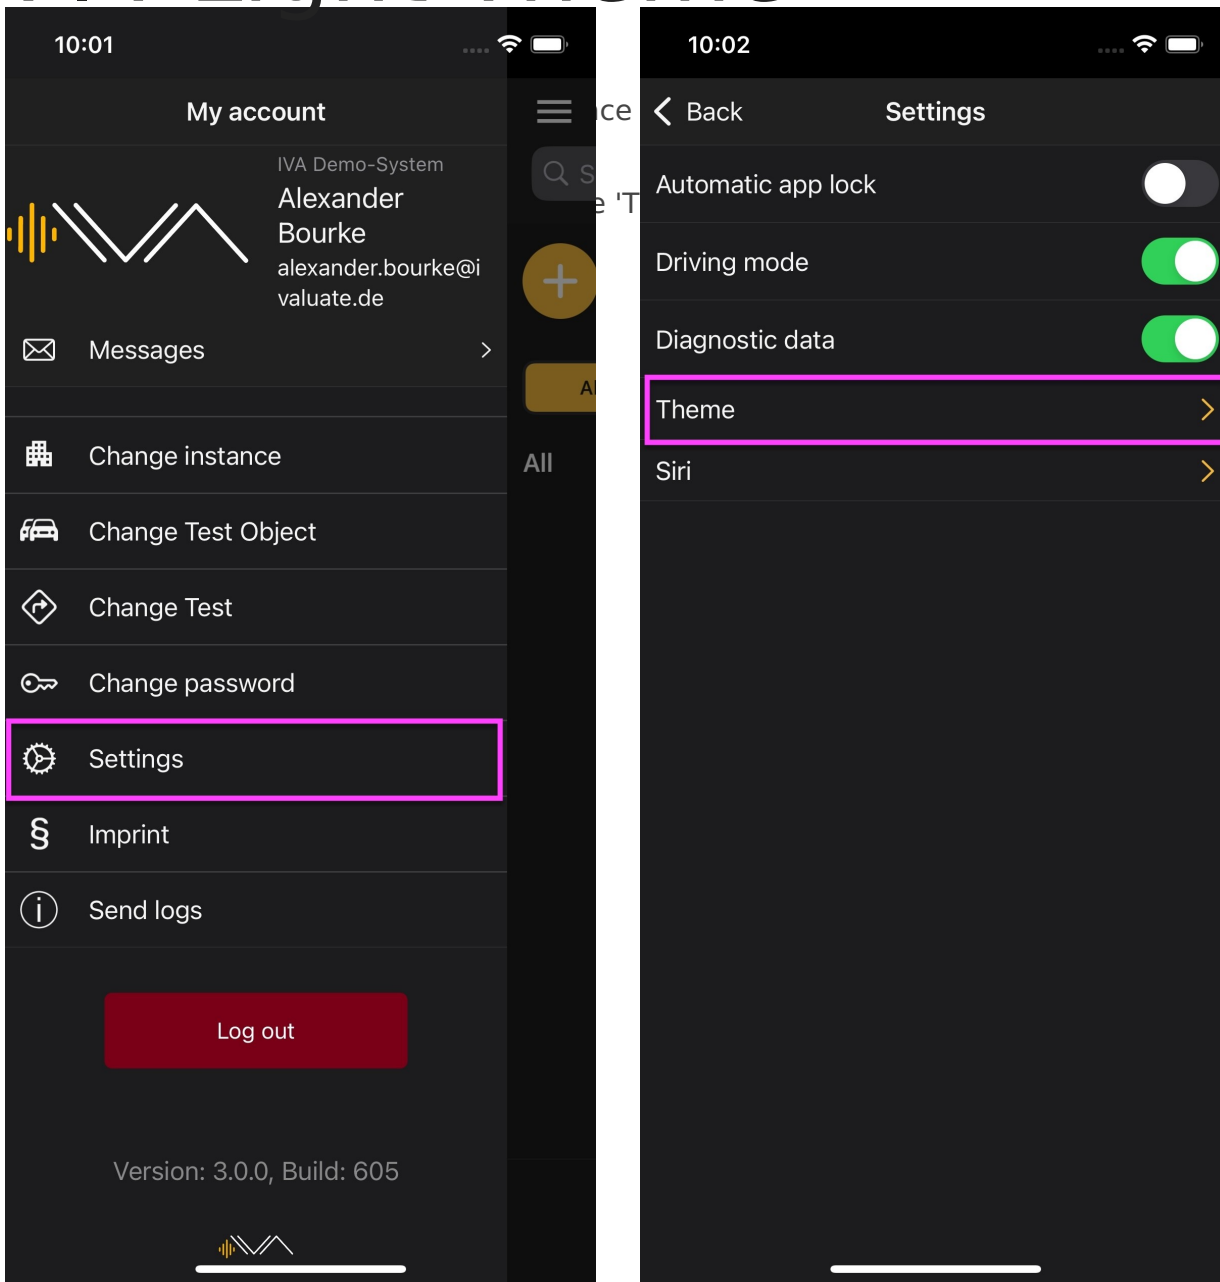 10:01
My account
IVA Demo-System
Alexander
Bourke
alexander.bourke@i
valuate.de
Messages
Change instance
Change Test Object
Change Test
Change password
Settings
§ Imprint
Send logs
Log out
Version: 3.0.0, Build: 605
IVA
S
All
10:02
Back
Settings
Automatic app lock
Driving mode
Diagnostic data
Theme
Siri